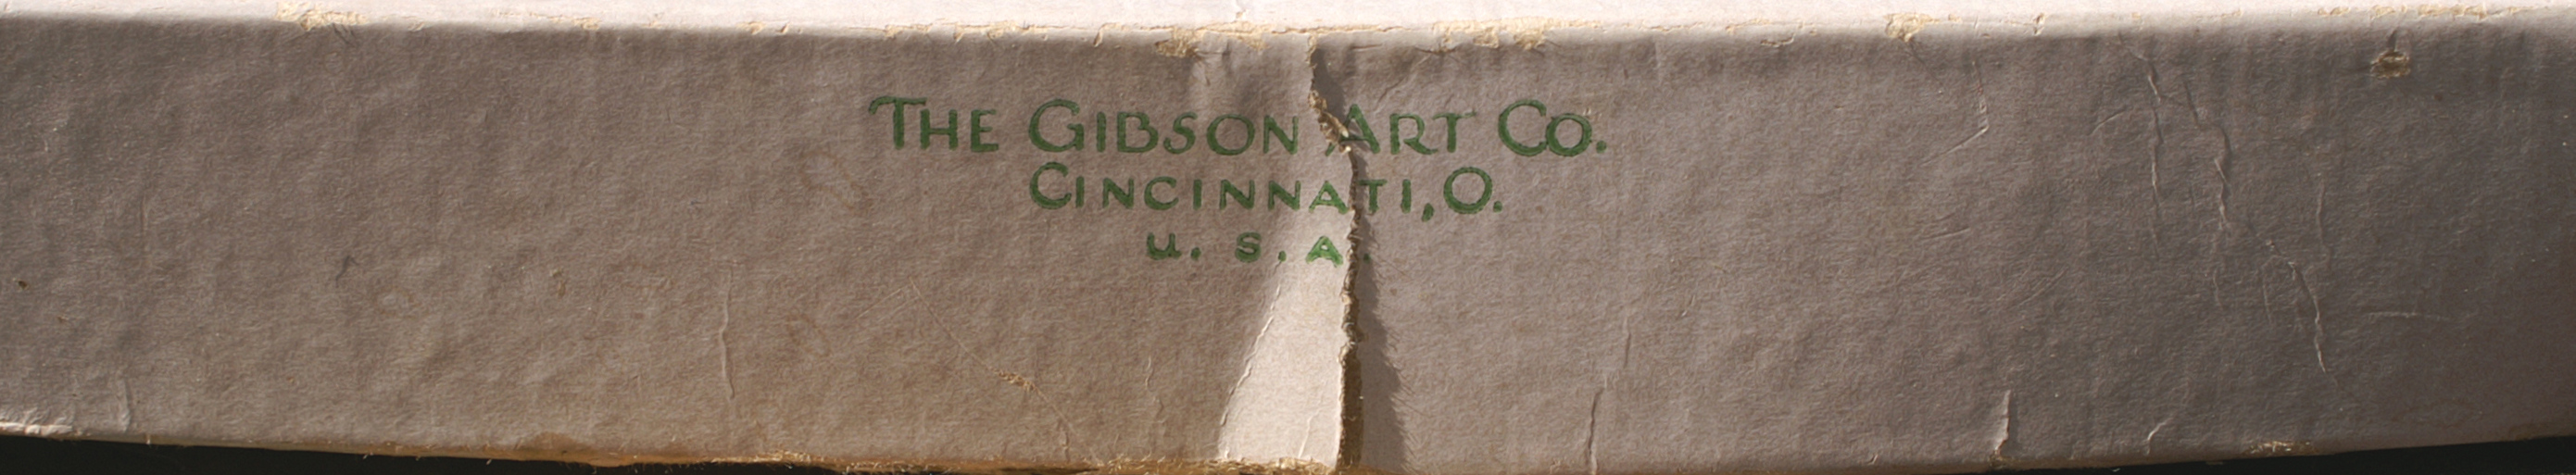 THE GIBSON ART CO.
CINCINNATI, O.
U. S. A.